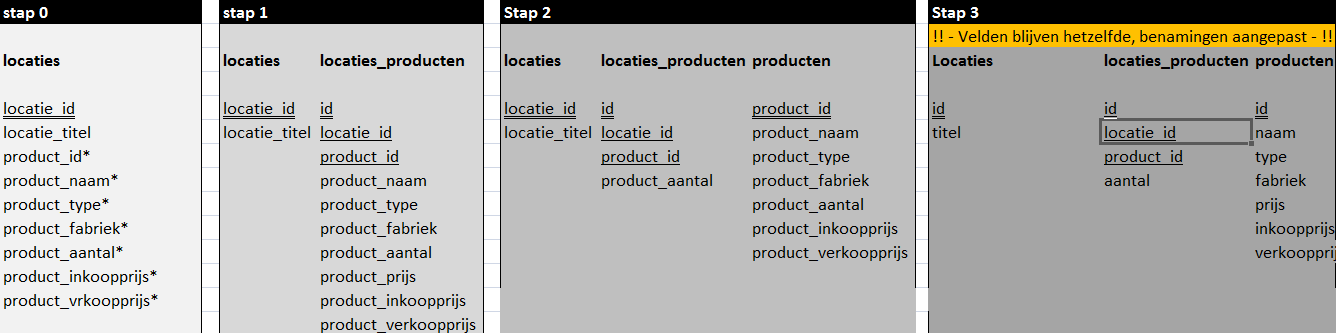 stap 0 stap 1 Stap 2 Stap 3
!! - Velden blijven hetzelfde, benamingen aangepast - !!
locaties locaties locaties_producten locaties locaties_producten producten Locaties locaties_producten producten
locatie_id locatie_id id locatie_id id product_id id id id
locatie_titel locatie_titel locatie_id locatie_titel locatie_id product_naam titel locatie_id naam
product_id* product_id product_id product_type product_id type
product_naam* product_naam product_aantal product_fabriek aantal fabriek
product_type* product_type product_aantal prijs
product_fabriek* product_fabriek product_inkoopprijs inkoopprijs
product_aantal* product_aantal product_verkoopprijs verkooppri
product_inkoopprijs* product_prijs
product_vrkoopprijs* product_inkoopprijs
product_verkoopprijs